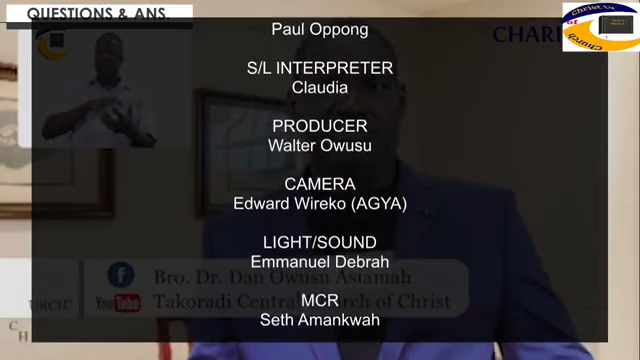 QUESTIONS & ANS.
Paul Oppong
S/L INTERPRETER
Claudia
PRODUCER
Walter Owusu
CAMERA
Edward Wireko (AGYA)
LIGHT/SOUND
Emmanuel Debrah
MCR
Seth Amankwah
Bro. Dr. Dan Owusu Asiamah
YouTube Takoradi Central Church of Christ